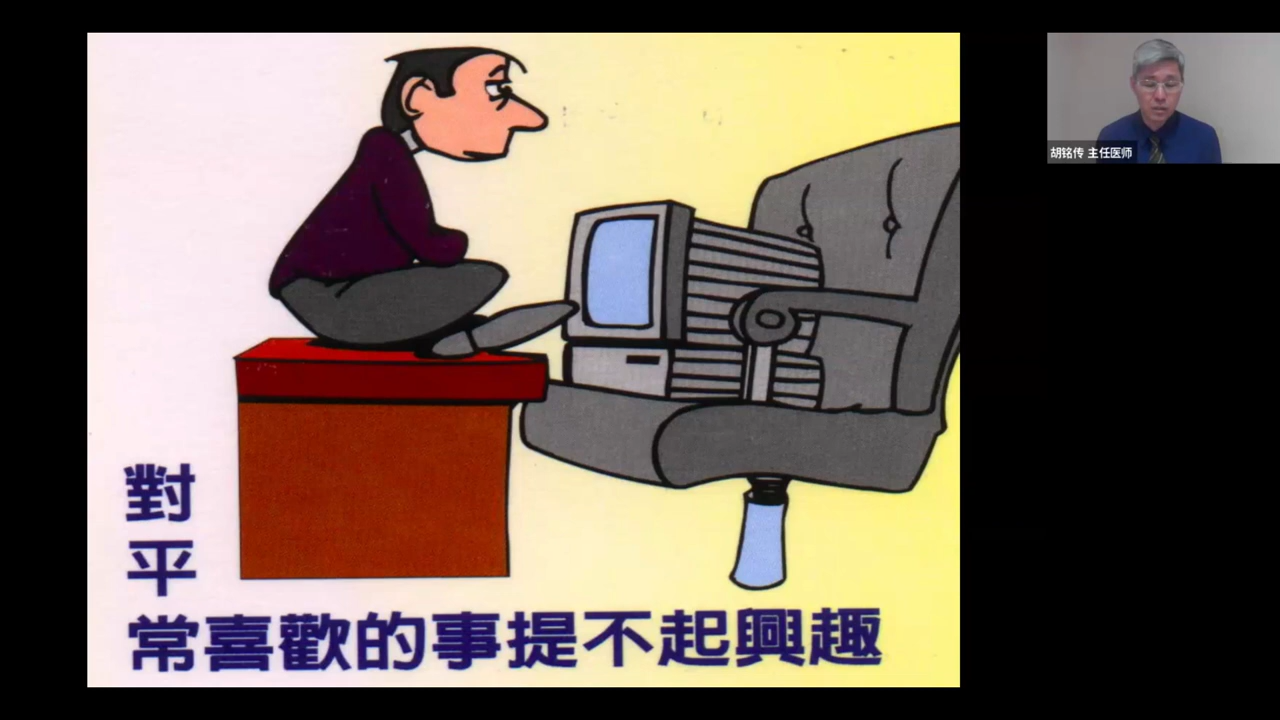 對
平
常喜歡的事提不起興趣
胡铭传 主任医师